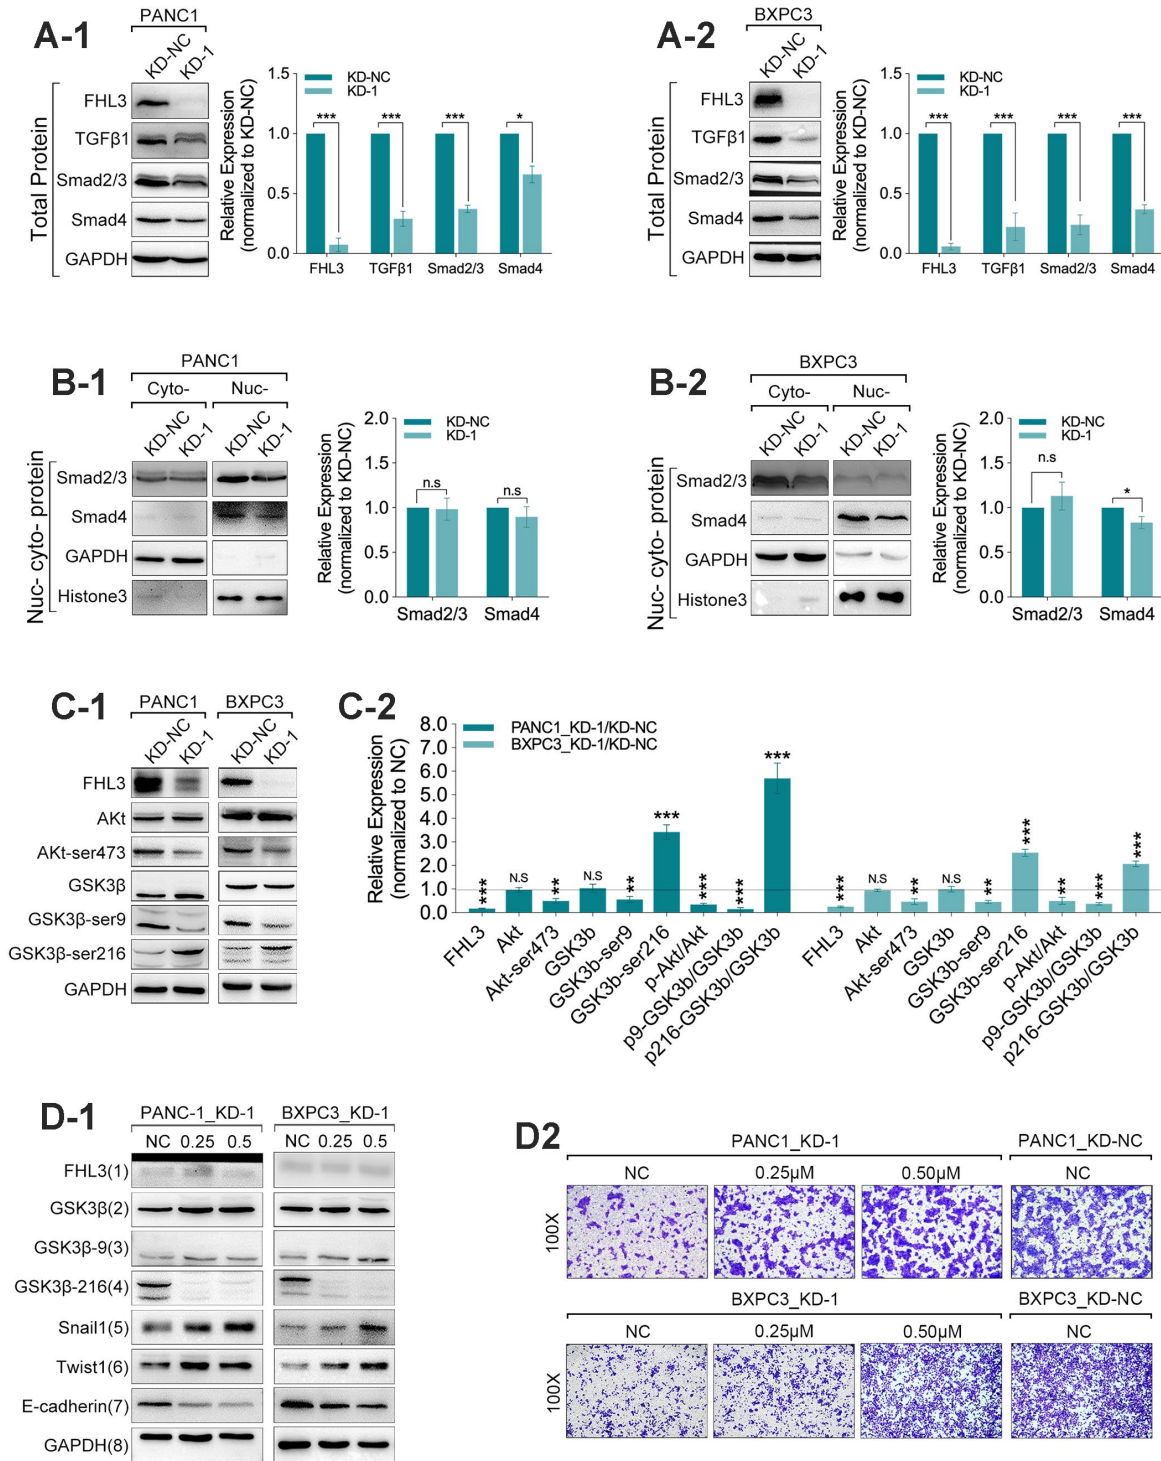 A-1
PANC1
KD-NC
KD-1
Total Protein
FHL3
TGFβ1
Smad2/3
Smad4
GAPDH
Relative Expression
(normalized to KD-NC)
1.5
1.0
0.5
0.0
KD-NC
KD-1
***
***
***
*
FHL3 TGFβ1 Smad2/3 Smad4
A-2
BXPC3
KD-NC
KD-1
Total Protein
FHL3
TGFβ1
Smad2/3
Smad4
GAPDH
Relative Expression
(normalized to KD-NC)
1.5
1.0
0.5
0.0
KD-NC
KD-1
***
***
***
***
FHL3 TGFβ1 Smad2/3 Smad4
B-1
PANC1
Cyto- Nuc-
KD-NC KD-1 KD-NC KD-1
Nuc- cyto- protein
Smad2/3
Smad4
GAPDH
Histone3
Relative Expression
(normalized to KD-NC)
2.0
1.5
1.0
0.5
0.0
KD-NC
KD-1
n.s
n.s
Smad2/3 Smad4
B-2
BXPC3
Cyto- Nuc-
KD-NC KD-1 KD-NC KD-1
Nuc- cyto- protein
Smad2/3
Smad4
GAPDH
Histone3
Relative Expression
(normalized to KD-NC)
2.0
1.5
1.0
0.5
0.0
KD-NC
KD-1
n.s
*
Smad2/3 Smad4
C-1
PANC1 BXPC3
KD-NC KD-1 KD-NC KD-1
FHL3
AKt
AKt-ser473
GSK3β
GSK3β-ser9
GSK3β-ser216
GAPDH
C-2
Relative Expression
(normalized to NC)
8.0
7.0
6.0
5.0
4.0
3.0
2.0
1.0
0.0
PANC1_KD-1/KD-NC
BXPC3_KD-1/KD-NC
*** N.S ** N.S ** *** *** *** ***
*** N.S ** N.S ** *** ** *** ***
FHL3 Akt Akt-ser473 GSK3b GSK3b-ser9 GSK3b-ser216 p-Akt/Akt p9-GSK3b/GSK3b p216-GSK3b/GSK3b
FHL3 Akt Akt-ser473 GSK3b GSK3b-ser9 GSK3b-ser216 p-Akt/Akt p9-GSK3b/GSK3b p216-GSK3b/GSK3b
D-1
PANC-1_KD-1 BXPC3_KD-1
NC 0.25 0.5 NC 0.25 0.5
FHL3(1)
GSK3β(2)
GSK3β-9(3)
GSK3β-216(4)
Snail1(5)
Twist1(6)
E-cadherin(7)
GAPDH(8)
D2
PANC1_KD-1 PANC1_KD-NC
NC 0.25μM 0.50μM NC
100X
BXPC3_KD-1 BXPC3_KD-NC
NC 0.25μM 0.50μM NC
100X